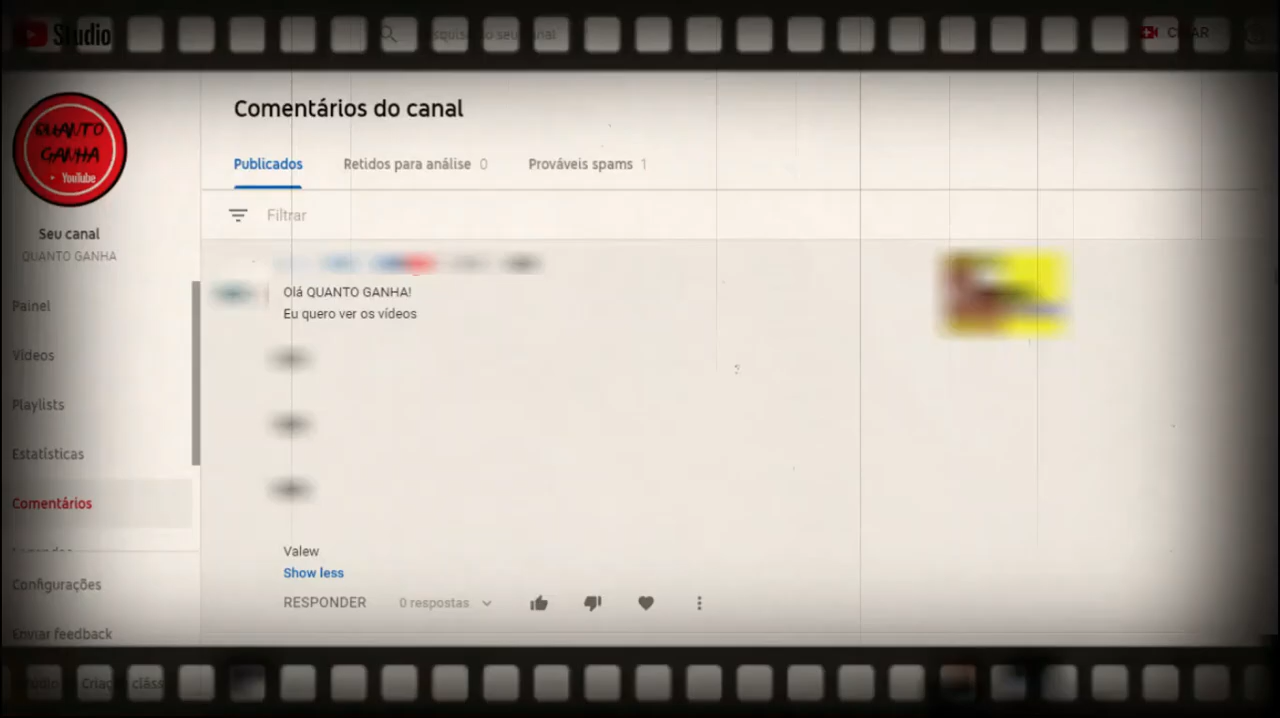 Studio
CRIAR
QUANTO
GANHA
YouTube
Seu canal
QUANTO GANHA
Painel
Vídeos
Playlists
Estatísticas
Comentários
Configurações
Enviar feedback
Comentários do canal
Publicados
Retidos para análise 0
Prováveis spams 1
Filtrar
Olá QUANTO GANHA!
Eu quero ver os vídeos
Valew
Show less
RESPONDER
0 respostas